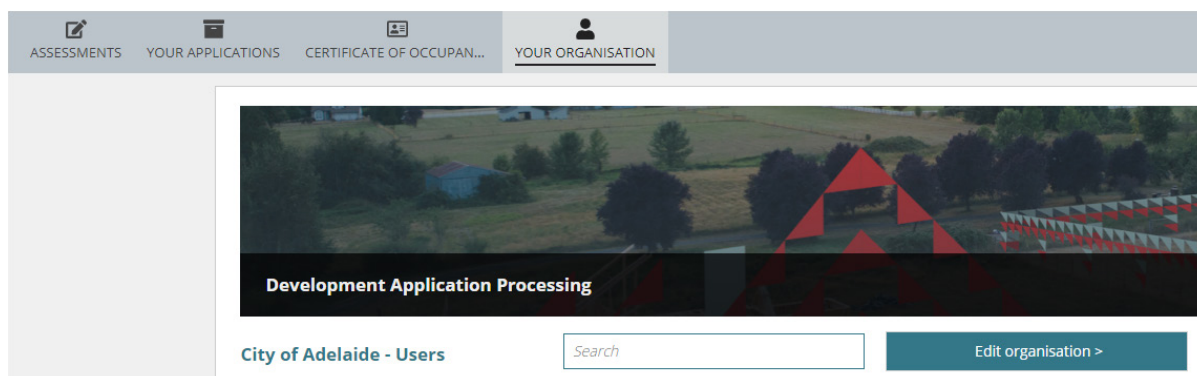 ASSESSMENTS YOUR APPLICATIONS CERTIFICATE OF OCCUPAN... YOUR ORGANISATION
Development Application Processing
City of Adelaide - Users Search Edit organisation >